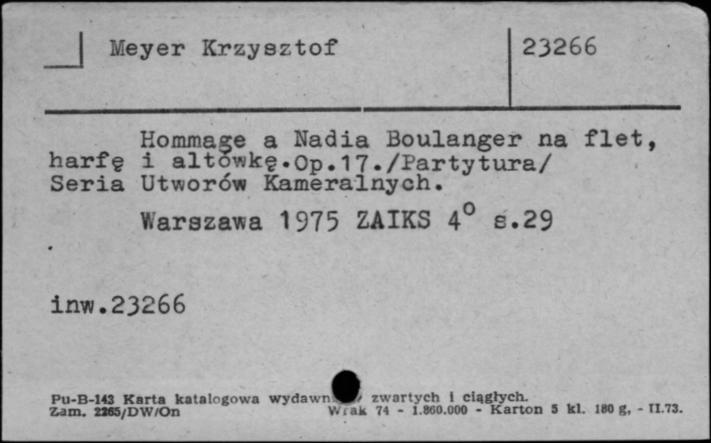 Meyer Krzysztof 23266
Hommage a Nadia Boulanger na flet,
harfę i altówkę.Op.17./Partytura/
Seria Utworów Kameralnych.
Warszawa 1975 ZAIKS 4° s.29
inw.23266
Pu-B-143 Karta katalogowa zwartych i ciągłych.
Zam. 2265/DW/On 74 - 1.860.000 - Karton 5 kl. 180 g, - II.73.